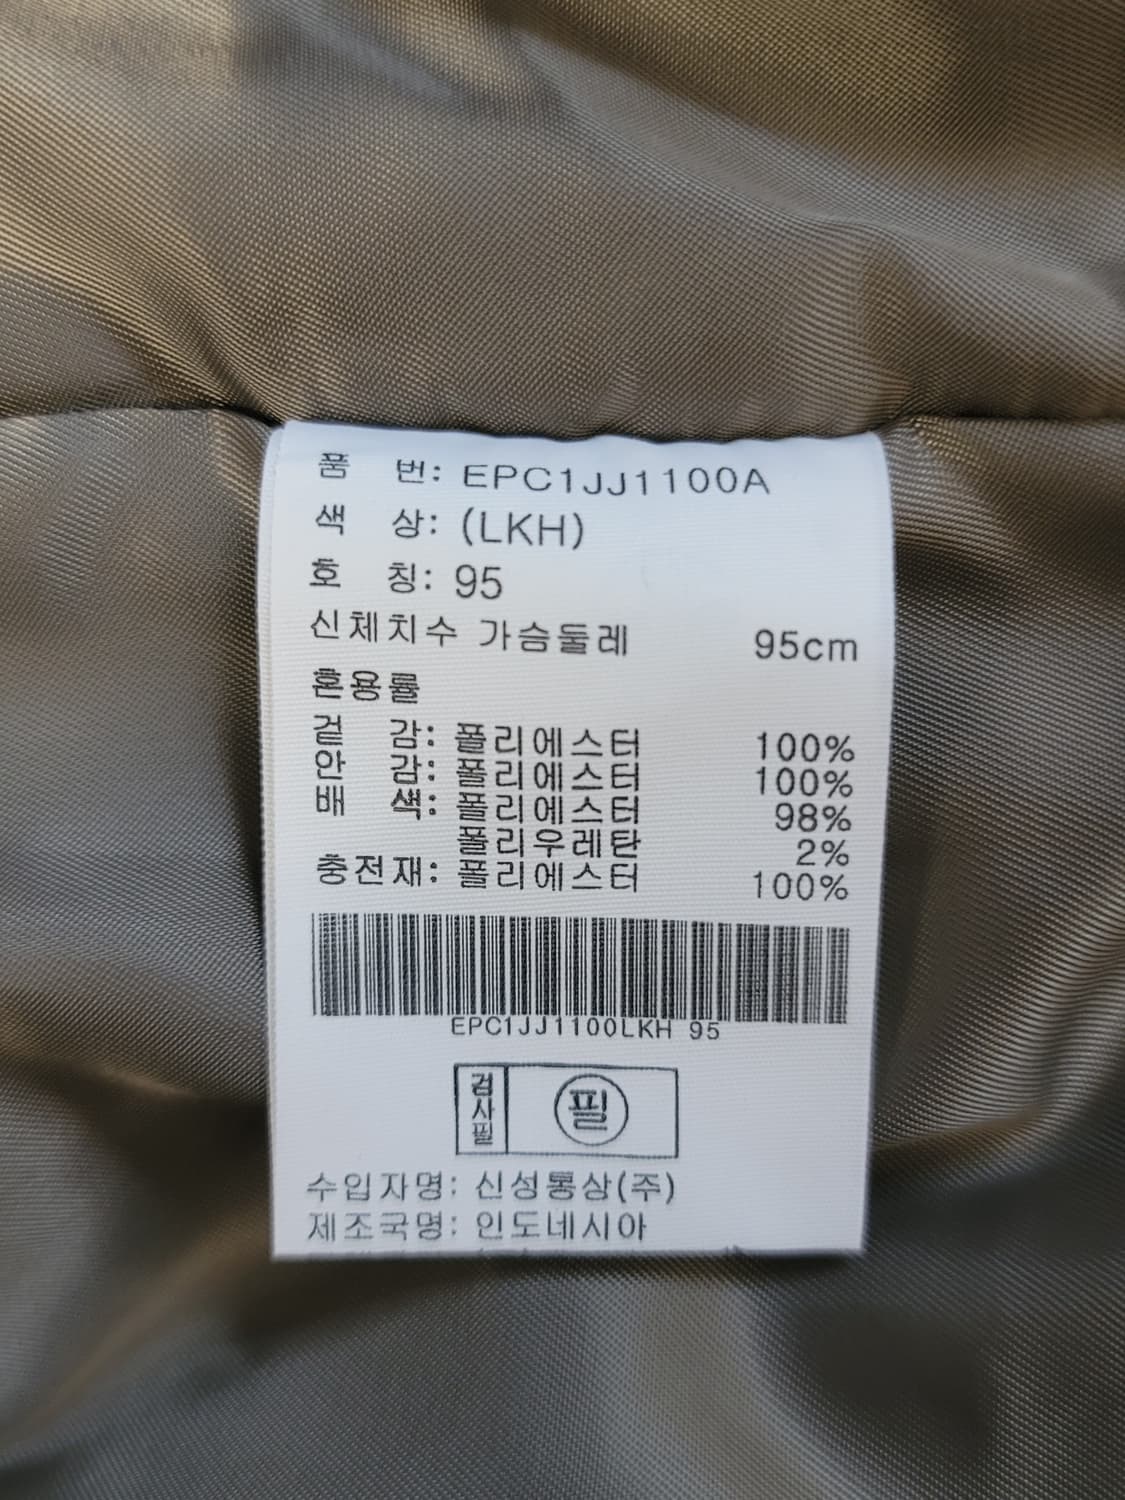 품 번: EPC1JJ1100A
색 상: (LKH)
호 칭: 95
신체치수 가슴둘레 95cm
혼용률
겉 감: 폴리에스터 100%
안 감: 폴리에스터 100%
배 색: 폴리에스터 98%
폴리우레탄 2%
충전재: 폴리에스터 100%
EPC1JJ1100LKH 95
검사필 필
수입자명: 신성통상(주)
제조국명: 인도네시아